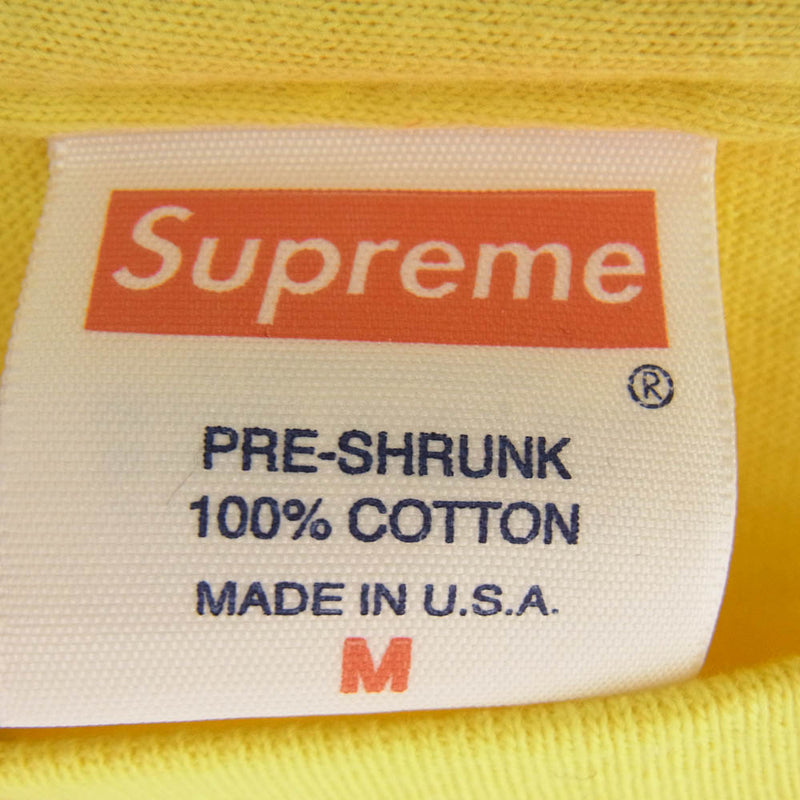 Supreme
®
PRE-SHRUNK
100% COTTON
MADE IN U.S.A.
M